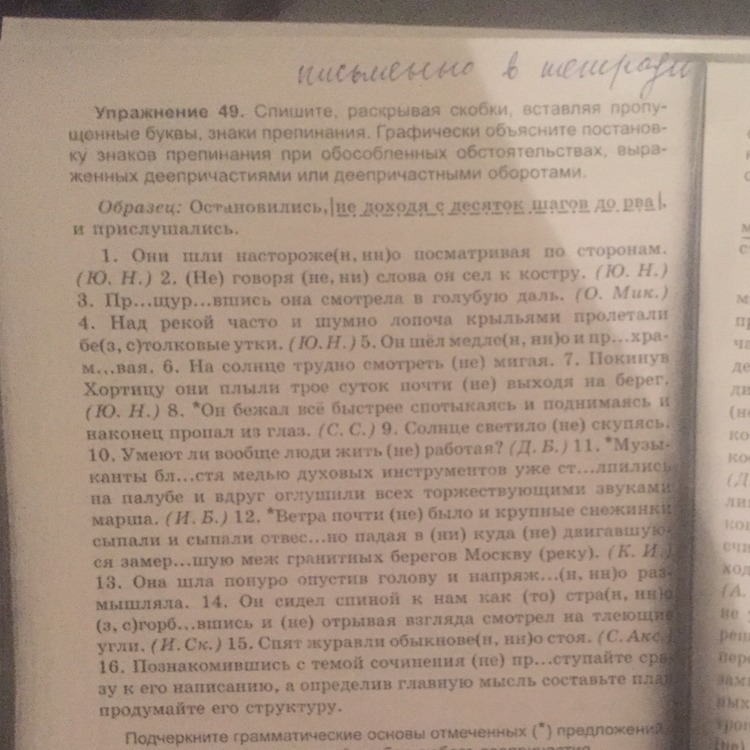 письменно в тетради
Упражнение 49. Спишите, раскрывая скобки, вставляя пропу-
щенные буквы, знаки препинания. Графически объясните постанов-
ку знаков препинания при обособленных обстоятельствах, выра-
женных деепричастиями или деепричастными оборотами.
Образец: Остановились,|не доходя с десяток шагов до рва|,
и прислушались.
1. Они шли настороже(н, нн)о посматривая по сторонам.
(Ю. Н.) 2. (Не) говоря (не, ни) слова он сел к костру. (Ю. Н.)
3. Пр...щур...вшись она смотрела в голубую даль. (О. Мик.)
4. Над рекой часто и шумно лопоча крыльями пролетали
бе(з, с)толковые утки. (Ю.Н.) 5. Он шёл медле(н, нн)о и пр...хра-
м...вая. 6. На солнце трудно смотреть (не) мигая. 7. Покинув
Хортицу они плыли трое суток почти (не) выходя на берег.
(Ю. Н.) 8. *Он бежал всё быстрее спотыкаясь и поднимаясь и
наконец пропал из глаз. (С. С.) 9. Солнце светило (не) скупясь.
10. Умеют ли вообще люди жить (не) работая? (Д. Б.) 11. *Музы-
канты бл...стя медью духовых инструментов уже ст...лпились
на палубе и вдруг оглушили всех торжествующими звуками
марша. (И. Б.) 12. *Ветра почти (не) было и крупные снежинки
сыпали и сыпали отвес...но падая в (ни) куда (не) двигавшую-
ся замер...шую меж гранитных берегов Москву (реку). (К. И.)
13. Она шла понуро опустив голову и напряж...(н, нн)о раз-
мышляла. 14. Он сидел спиной к нам как (то) стра(н, нн)о
(з, с)горб...вшись и (не) отрывая взгляда смотрел на тлеющие
угли. (И. Ск.) 15. Спят журавли обыкнове(н, нн)о стоя. (С. Акс.)
16. Познакомившись с темой сочинения (не) пр...ступайте сра-
зу к его написанию, а определив главную мысль составьте план
продумайте его структуру.
Подчеркните грамматические основы отмеченных (*) предложений,